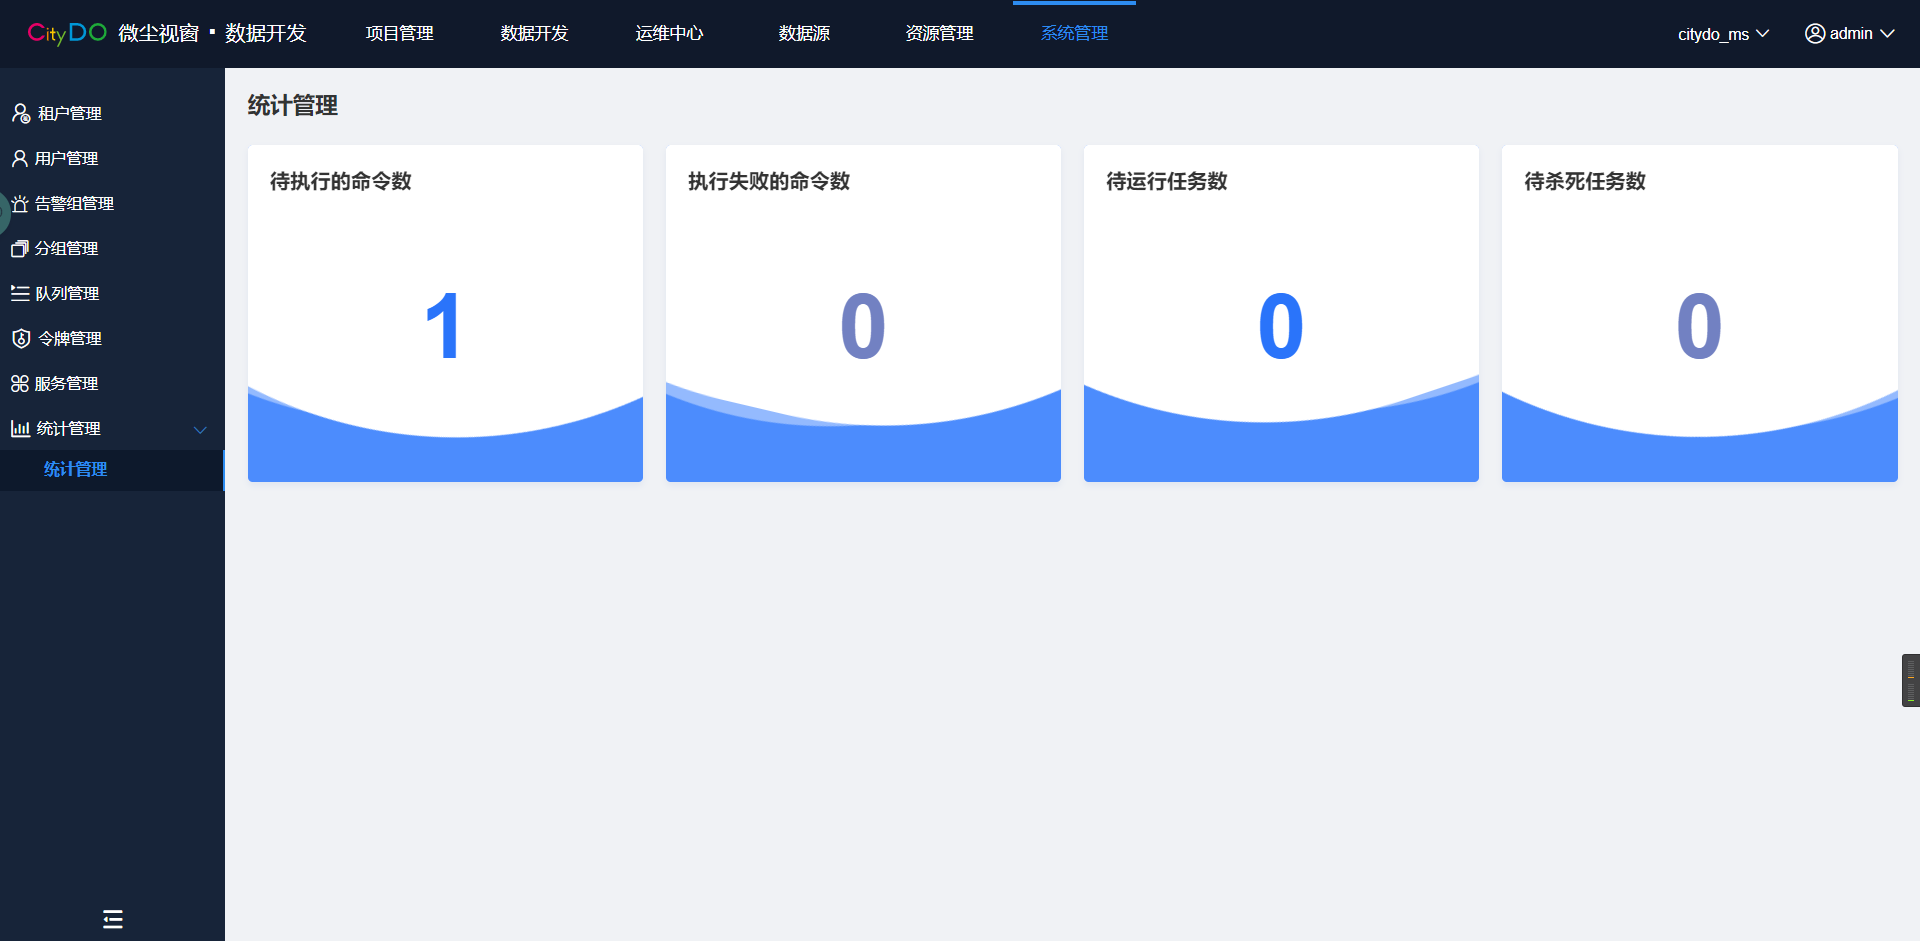 CityDO 微尘视窗·数据开发 项目管理 数据开发 运维中心 数据源 资源管理 系统管理 citydo_ms admin
租户管理
用户管理
告警组管理
分组管理
队列管理
令牌管理
服务管理
统计管理
统计管理
统计管理
待执行的命令数
1
执行失败的命令数
0
待运行任务数
0
待杀死任务数
0